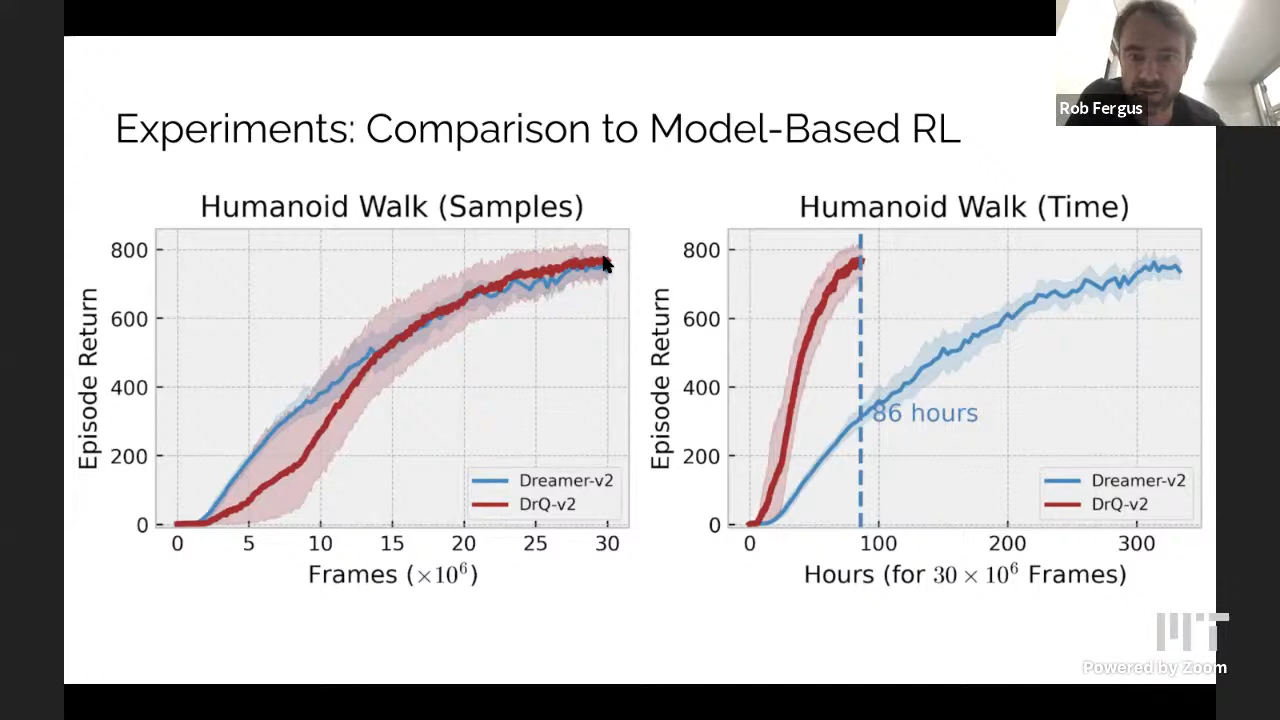 Rob Fergus
Experiments: Comparison to Model-Based RL
Humanoid Walk (Samples)
Episode Return
800
600
400
200
0
0 5 10 15 20 25 30
Frames (×10⁶)
Dreamer-v2
DrQ-v2
Humanoid Walk (Time)
Episode Return
800
600
400
200
0
86 hours
0 100 200 300
Hours (for 30 × 10⁶ Frames)
Dreamer-v2
DrQ-v2
MIT
Powered by Zoom